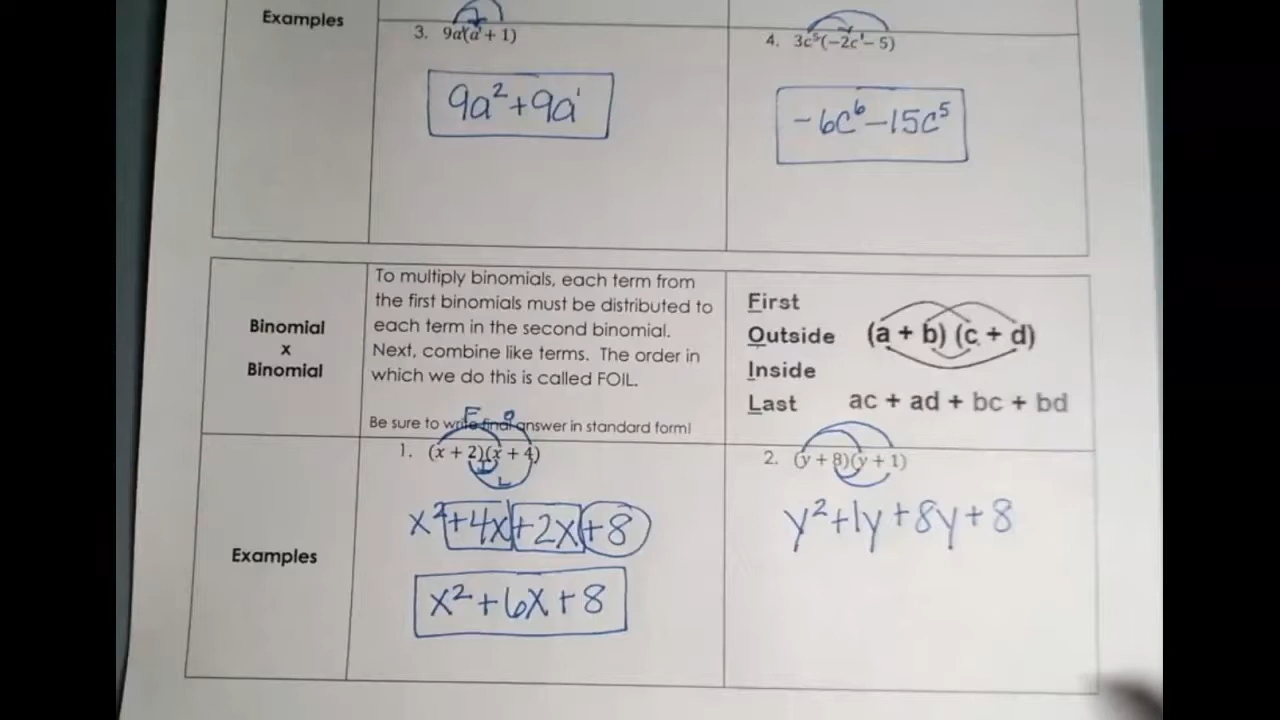 Examples
3. 9a¹(a¹ + 1)
4. 3c⁵(−2c¹ − 5)
9a² + 9a¹
−6c⁶ − 15c⁵
Binomial
x
Binomial
To multiply binomials, each term from
the first binomials must be distributed to
each term in the second binomial.
Next, combine like terms. The order in
which we do this is called FOIL.
Be sure to write final answer in standard form!
First
Outside
Inside
Last
(a + b) (c + d)
ac + ad + bc + bd
Examples
F O
1. (x + 2)(x + 4)
I
L
x² + 4x + 2x + 8
x² + 6x + 8
2. (y + 8)(y + 1)
y² + 1y + 8y + 8